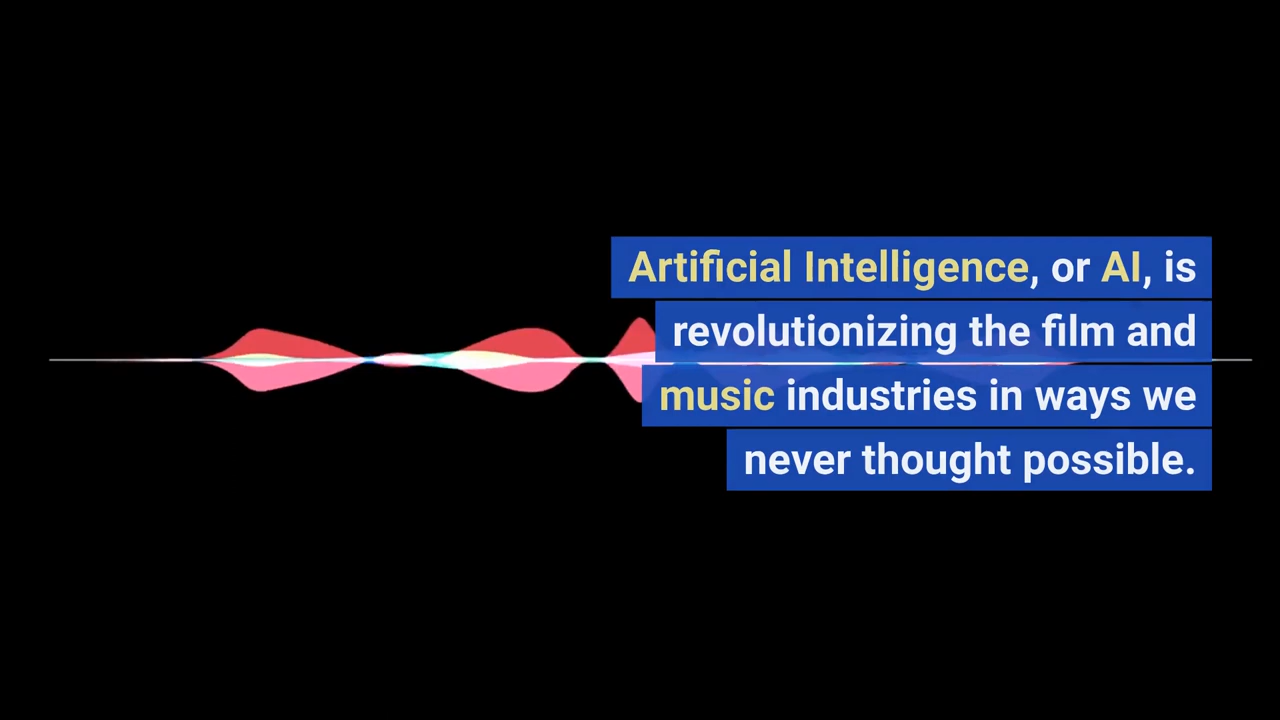 Artificial Intelligence, or AI, is
revolutionizing the film and
music industries in ways we
never thought possible.